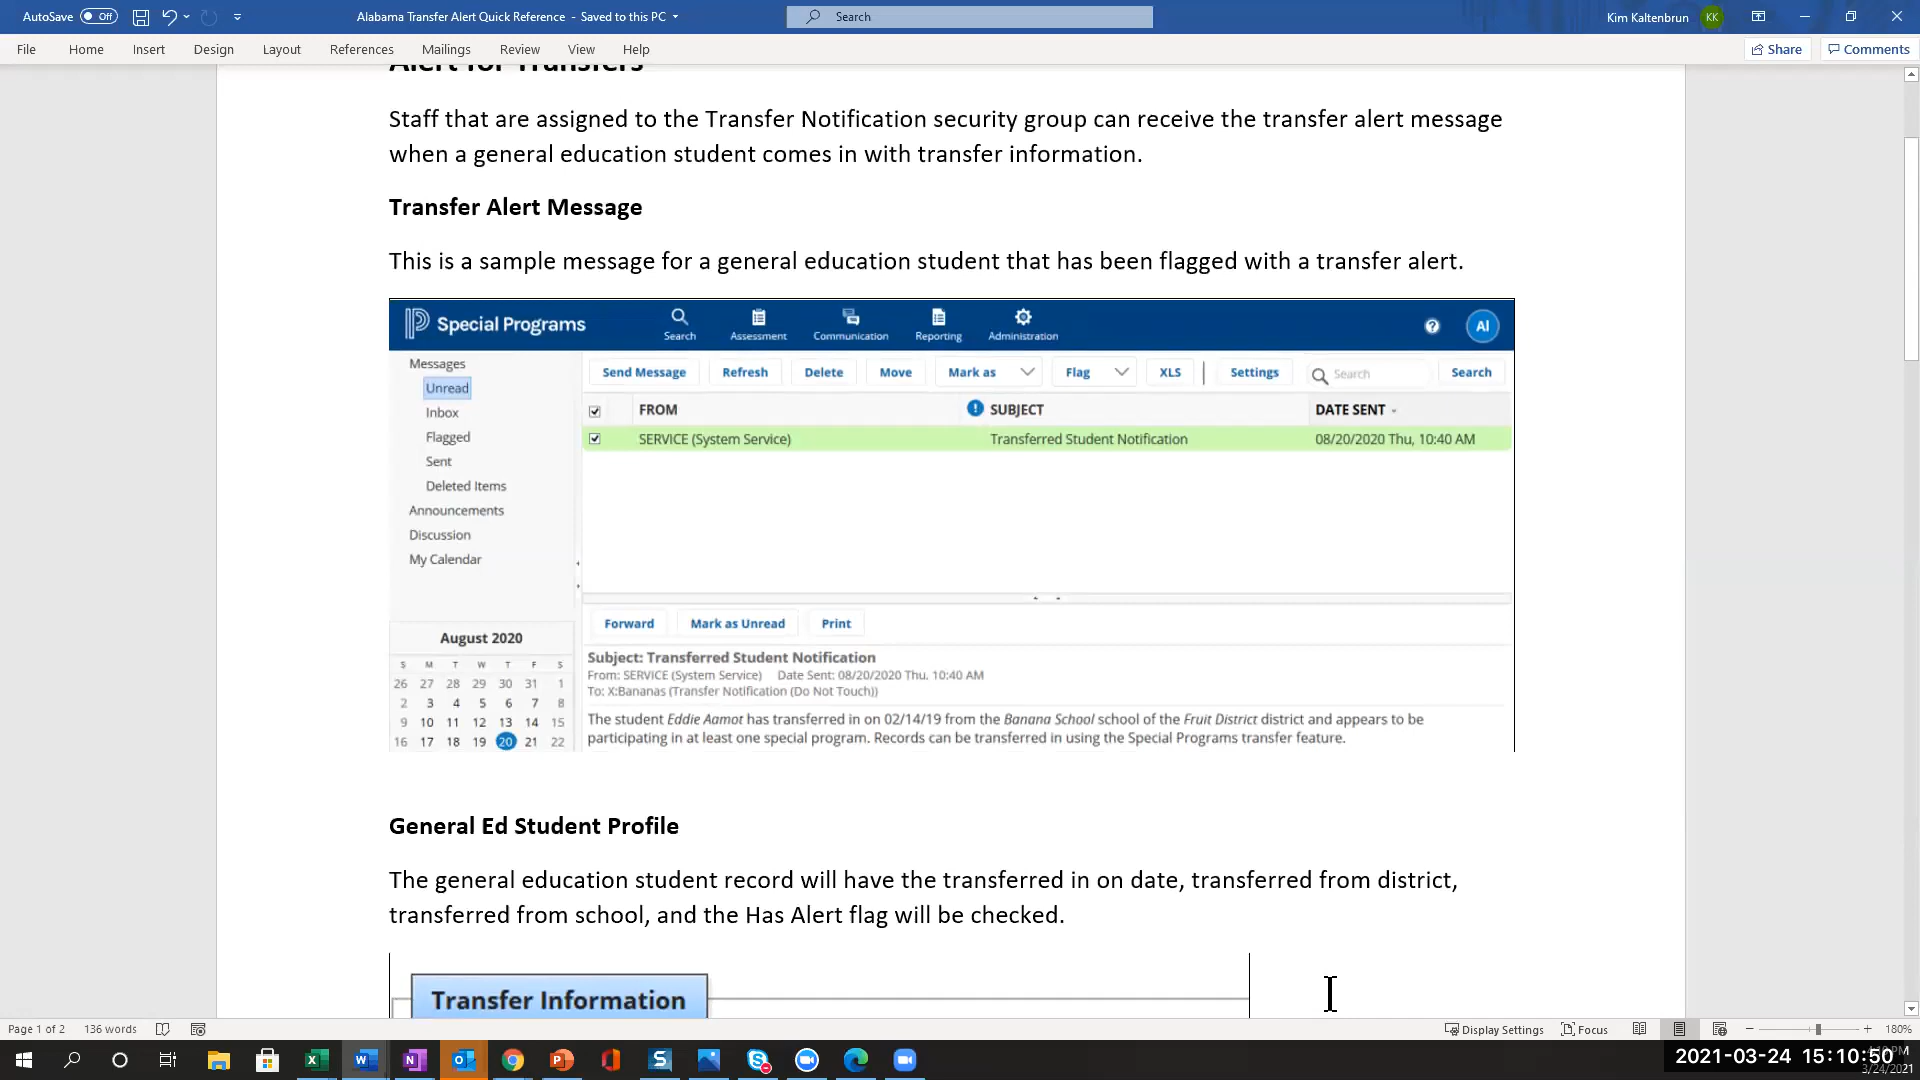 AutoSave Off Alabama Transfer Alert Quick Reference - Saved to this PC Search Kim Kaltenbrun KK
File Home Insert Design Layout References Mailings Review View Help Share Comments
Alert for Transfers
Staff that are assigned to the Transfer Notification security group can receive the transfer alert message
when a general education student comes in with transfer information.
Transfer Alert Message
This is a sample message for a general education student that has been flagged with a transfer alert.
Special Programs Search Assessment Communication Reporting Administration AI
Messages
Unread
Inbox
Flagged
Sent
Deleted Items
Announcements
Discussion
My Calendar
Send Message Refresh Delete Move Mark as Flag XLS Settings Search Search
FROM SUBJECT DATE SENT
SERVICE (System Service) Transferred Student Notification 08/20/2020 Thu, 10:40 AM
August 2020
S M T W T F S
26 27 28 29 30 31 1
2 3 4 5 6 7 8
9 10 11 12 13 14 15
16 17 18 19 20 21 22
Forward Mark as Unread Print
Subject: Transferred Student Notification
From: SERVICE (System Service) Date Sent: 08/20/2020 Thu, 10:40 AM
To: X:Bananas (Transfer Notification (Do Not Touch))
The student Eddie Aamot has transferred in on 02/14/19 from the Banana School school of the Fruit District district and appears to be
participating in at least one special program. Records can be transferred in using the Special Programs transfer feature.
General Ed Student Profile
The general education student record will have the transferred in on date, transferred from district,
transferred from school, and the Has Alert flag will be checked.
Transfer Information
Page 1 of 2 136 words Display Settings Focus 180%
2021-03-24 15:10:50
3/24/2021